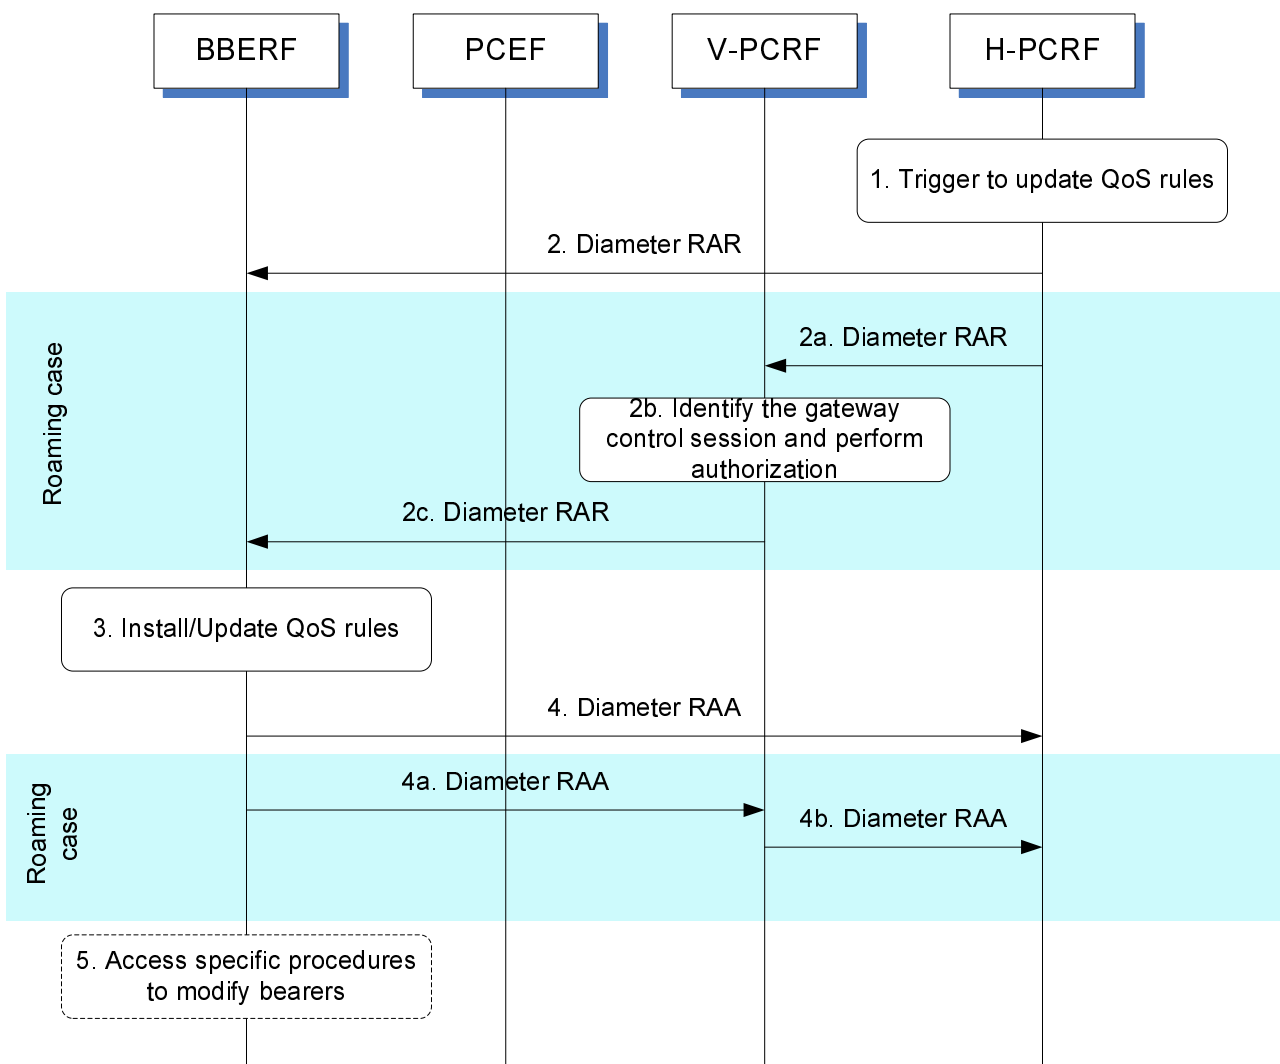 BBERF
PCEF
V-PCRF
H-PCRF
1. Trigger to update QoS rules
2. Diameter RAR
Roaming case
2a. Diameter RAR
2b. Identify the gateway
control session and perform
authorization
2c. Diameter RAR
3. Install/Update QoS rules
4. Diameter RAA
Roaming
case
4a. Diameter RAA
4b. Diameter RAA
5. Access specific procedures
to modify bearers